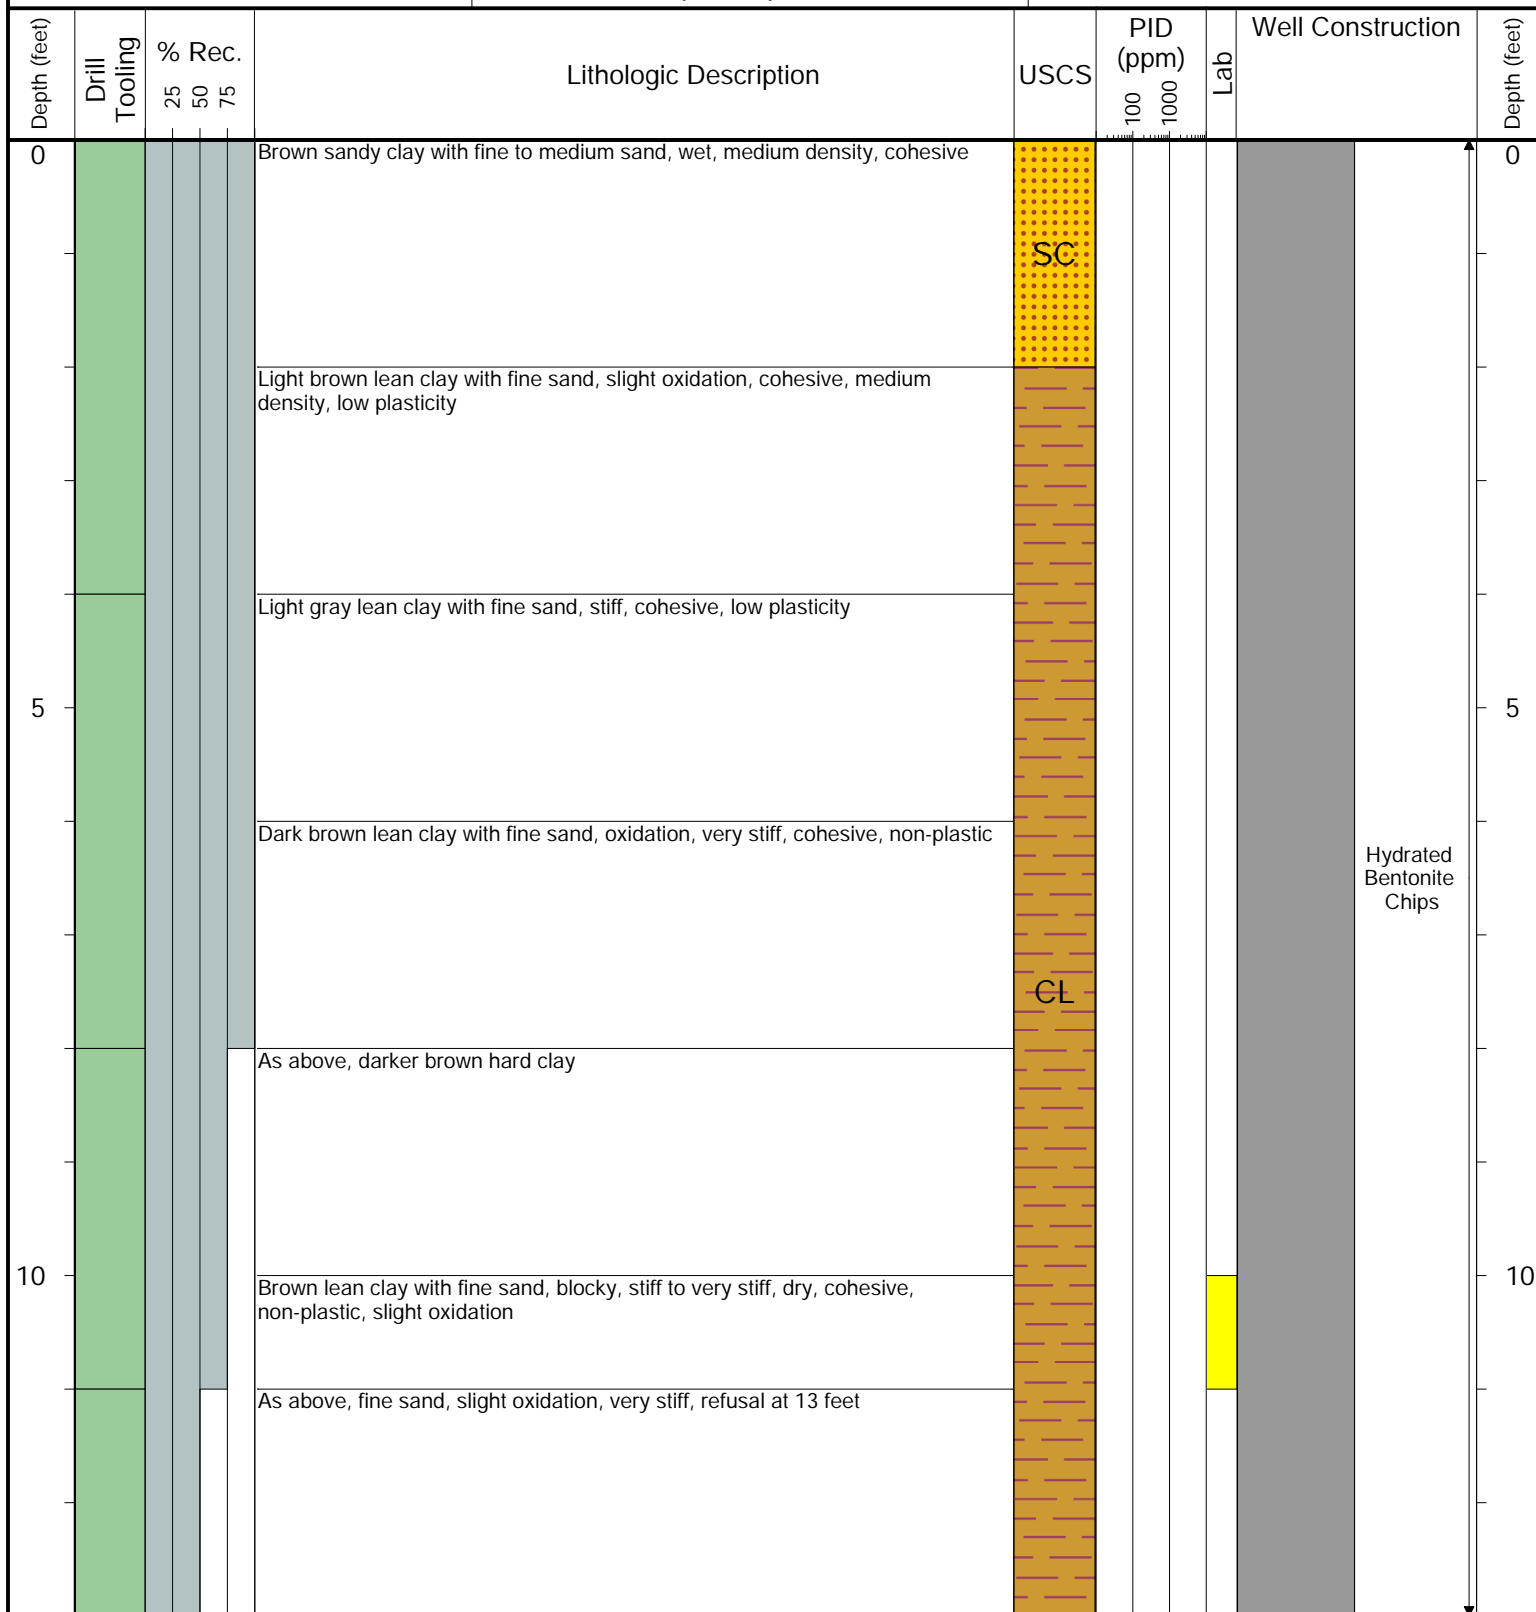 Depth (feet)
Drill
Tooling
% Rec.
25
50
75
Lithologic Description
USCS
PID
(ppm)
100
1000
Lab
Well Construction
Depth (feet)
0
Brown sandy clay with fine to medium sand, wet, medium density, cohesive
0
SC
Light brown lean clay with fine sand, slight oxidation, cohesive, medium
density, low plasticity
Light gray lean clay with fine sand, stiff, cohesive, low plasticity
5
5
Dark brown lean clay with fine sand, oxidation, very stiff, cohesive, non-plastic
Hydrated
Bentonite
Chips
CL
As above, darker brown hard clay
10
Brown lean clay with fine sand, blocky, stiff to very stiff, dry, cohesive,
non-plastic, slight oxidation
10
As above, fine sand, slight oxidation, very stiff, refusal at 13 feet